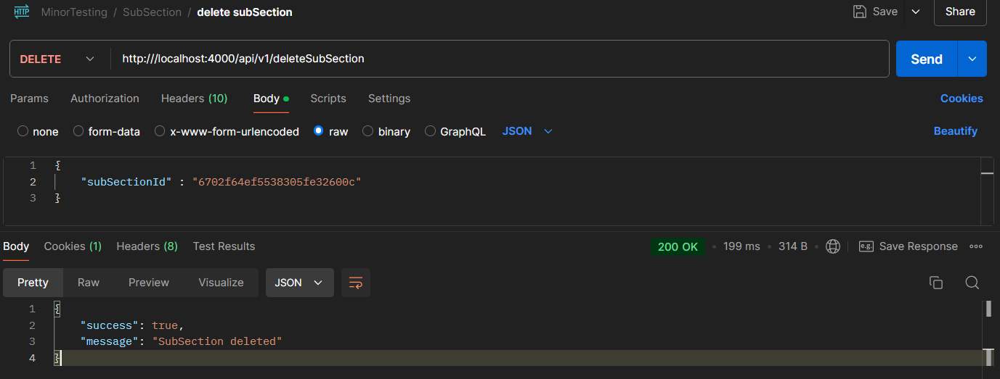 HTTP MinorTesting / SubSection / delete subSection Save Share
DELETE http:///localhost:4000/api/v1/deleteSubSection Send
Params Authorization Headers (10) Body Scripts Settings Cookies
none form-data x-www-form-urlencoded raw binary GraphQL JSON Beautify
1 {
2 "subSectionId" : "6702f64ef5538305fe32600c"
3 }
Body Cookies (1) Headers (8) Test Results 200 OK 199 ms 314 B e.g. Save Response
Pretty Raw Preview Visualize JSON
1 {
2 "success": true,
3 "message": "SubSection deleted"
4 }